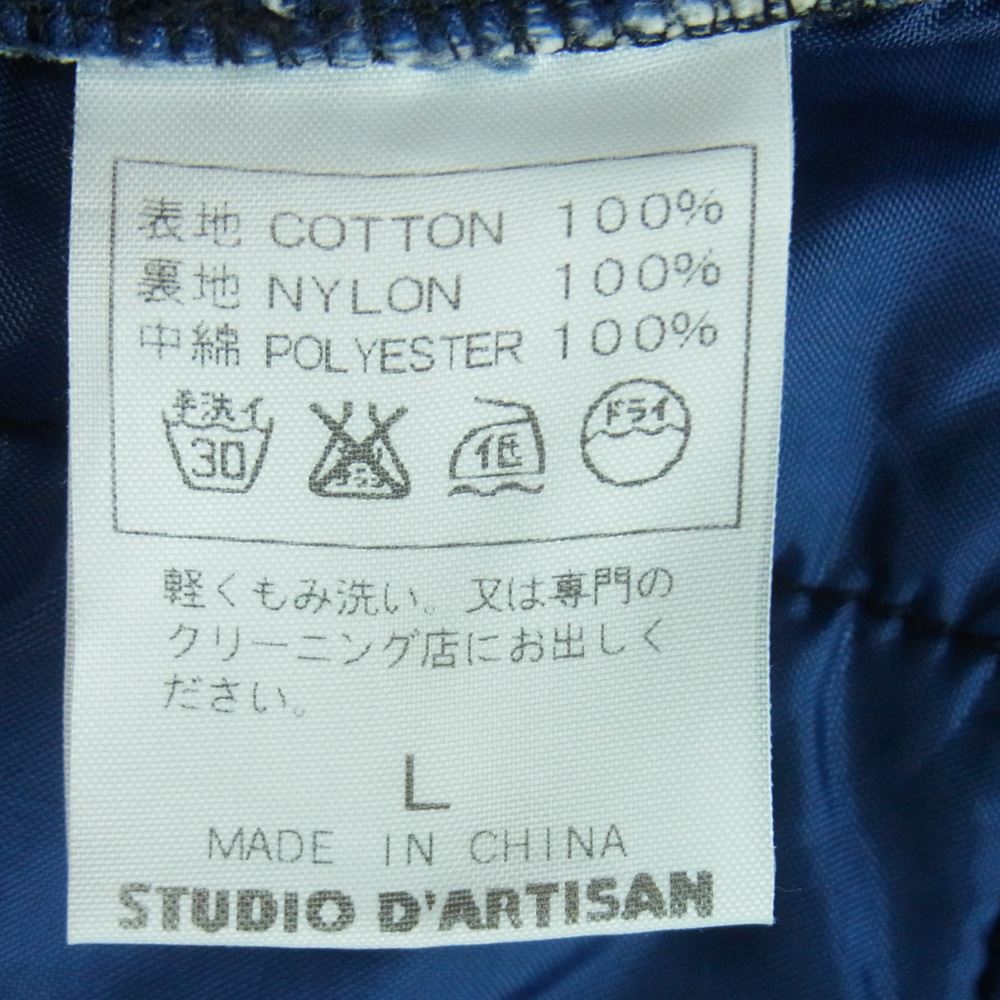 表地 COTTON 100%
裏地 NYLON 100%
中綿 POLYESTER 100%
手洗イ
30
低
ドライ
軽くもみ洗い。又は専門の
クリーニング店にお出しく
ださい。
L
MADE IN CHINA
STUDIO D'ARTISAN